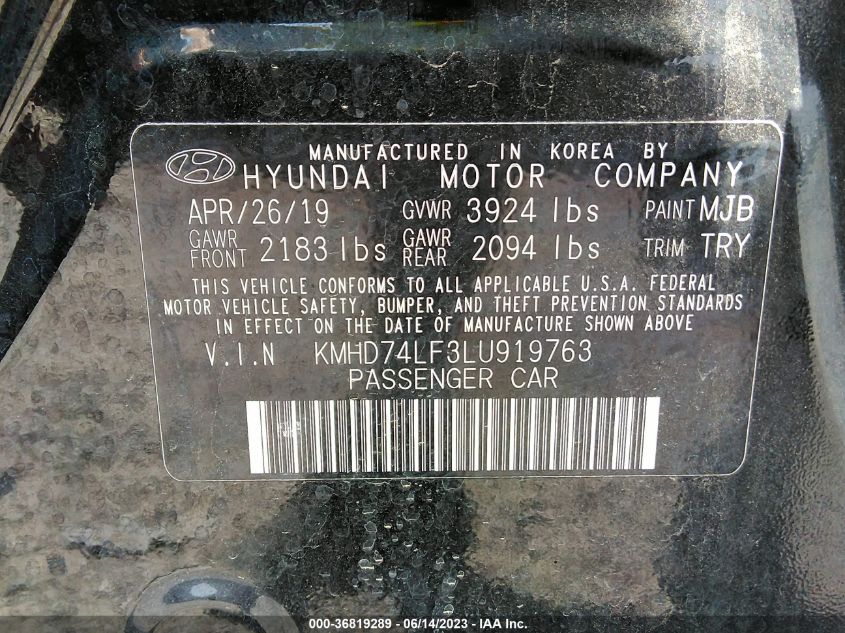 MANUFACTURED IN KOREA BY
HYUNDAI MOTOR COMPANY
APR/26/19 GVWR 3924 lbs PAINT MJB
GAWR FRONT 2183 lbs GAWR REAR 2094 lbs TRIM TRY
THIS VEHICLE CONFORMS TO ALL APPLICABLE U.S.A. FEDERAL
MOTOR VEHICLE SAFETY, BUMPER, AND THEFT PREVENTION STANDARDS
IN EFFECT ON THE DATE OF MANUFACTURE SHOWN ABOVE
V.I.N KMHD74LF3LU919763
PASSENGER CAR
000-36819289 - 06/14/2023 - IAA Inc.